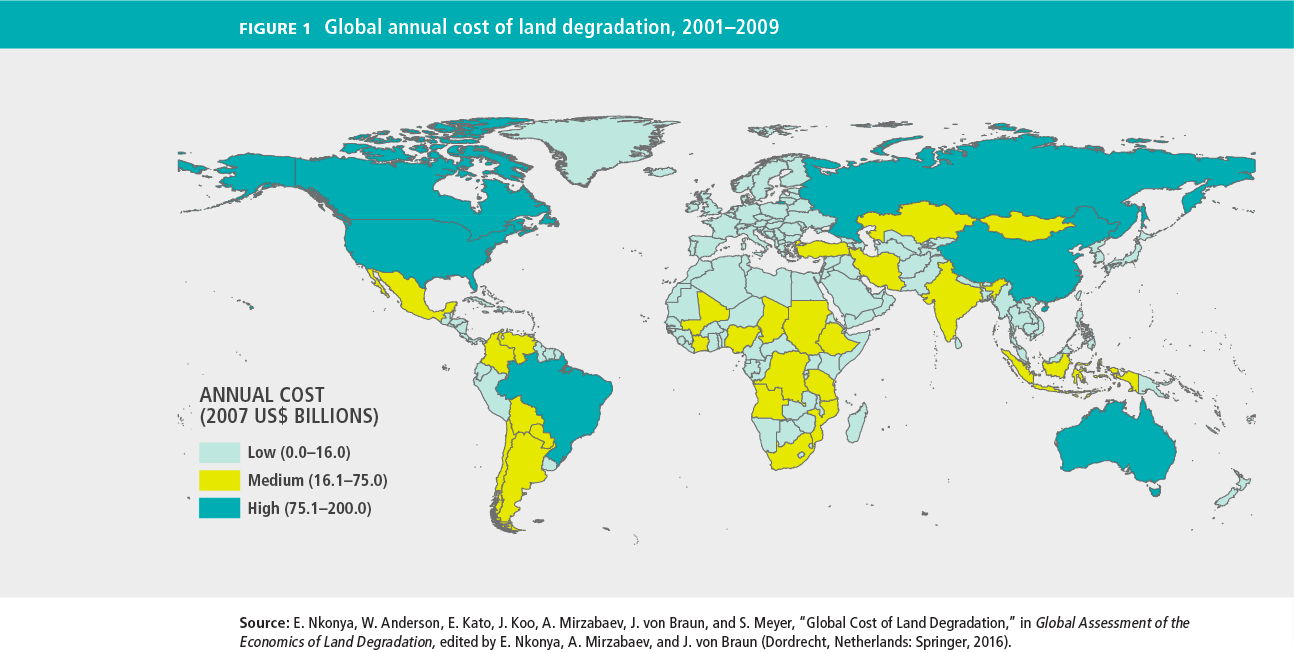 FIGURE 1 Global annual cost of land degradation, 2001–2009
ANNUAL COST
(2007 US$ BILLIONS)
Low (0.0–16.0)
Medium (16.1–75.0)
High (75.1–200.0)
Source: E. Nkonya, W. Anderson, E. Kato, J. Koo, A. Mirzabaev, J. von Braun, and S. Meyer, “Global Cost of Land Degradation,” in Global Assessment of the
Economics of Land Degradation, edited by E. Nkonya, A. Mirzabaev, and J. von Braun (Dordrecht, Netherlands: Springer, 2016).